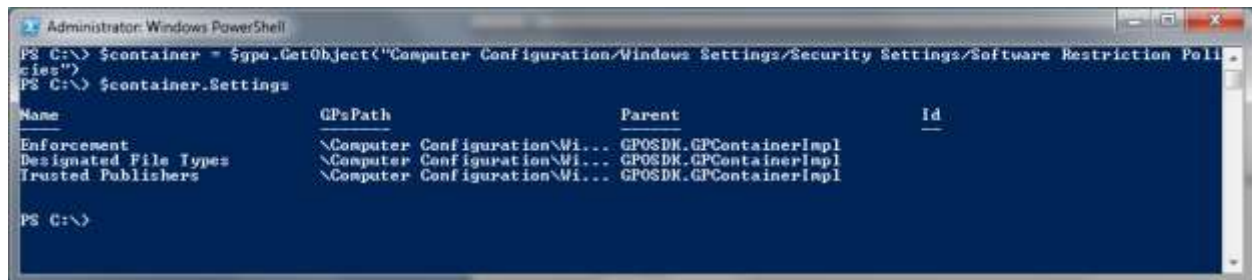 Administrator: Windows PowerShell
PS C:\> $container = $gpo.GetObject("Computer Configuration/Windows Settings/Security Settings/Software Restriction Poli
cies")
PS C:\> $container.Settings
Name GPsPath Parent Id
---- ------- ------ --
Enforcement \Computer Configuration\Wi... GPOSDK.GPContainerImpl
Designated File Types \Computer Configuration\Wi... GPOSDK.GPContainerImpl
Trusted Publishers \Computer Configuration\Wi... GPOSDK.GPContainerImpl
PS C:\>